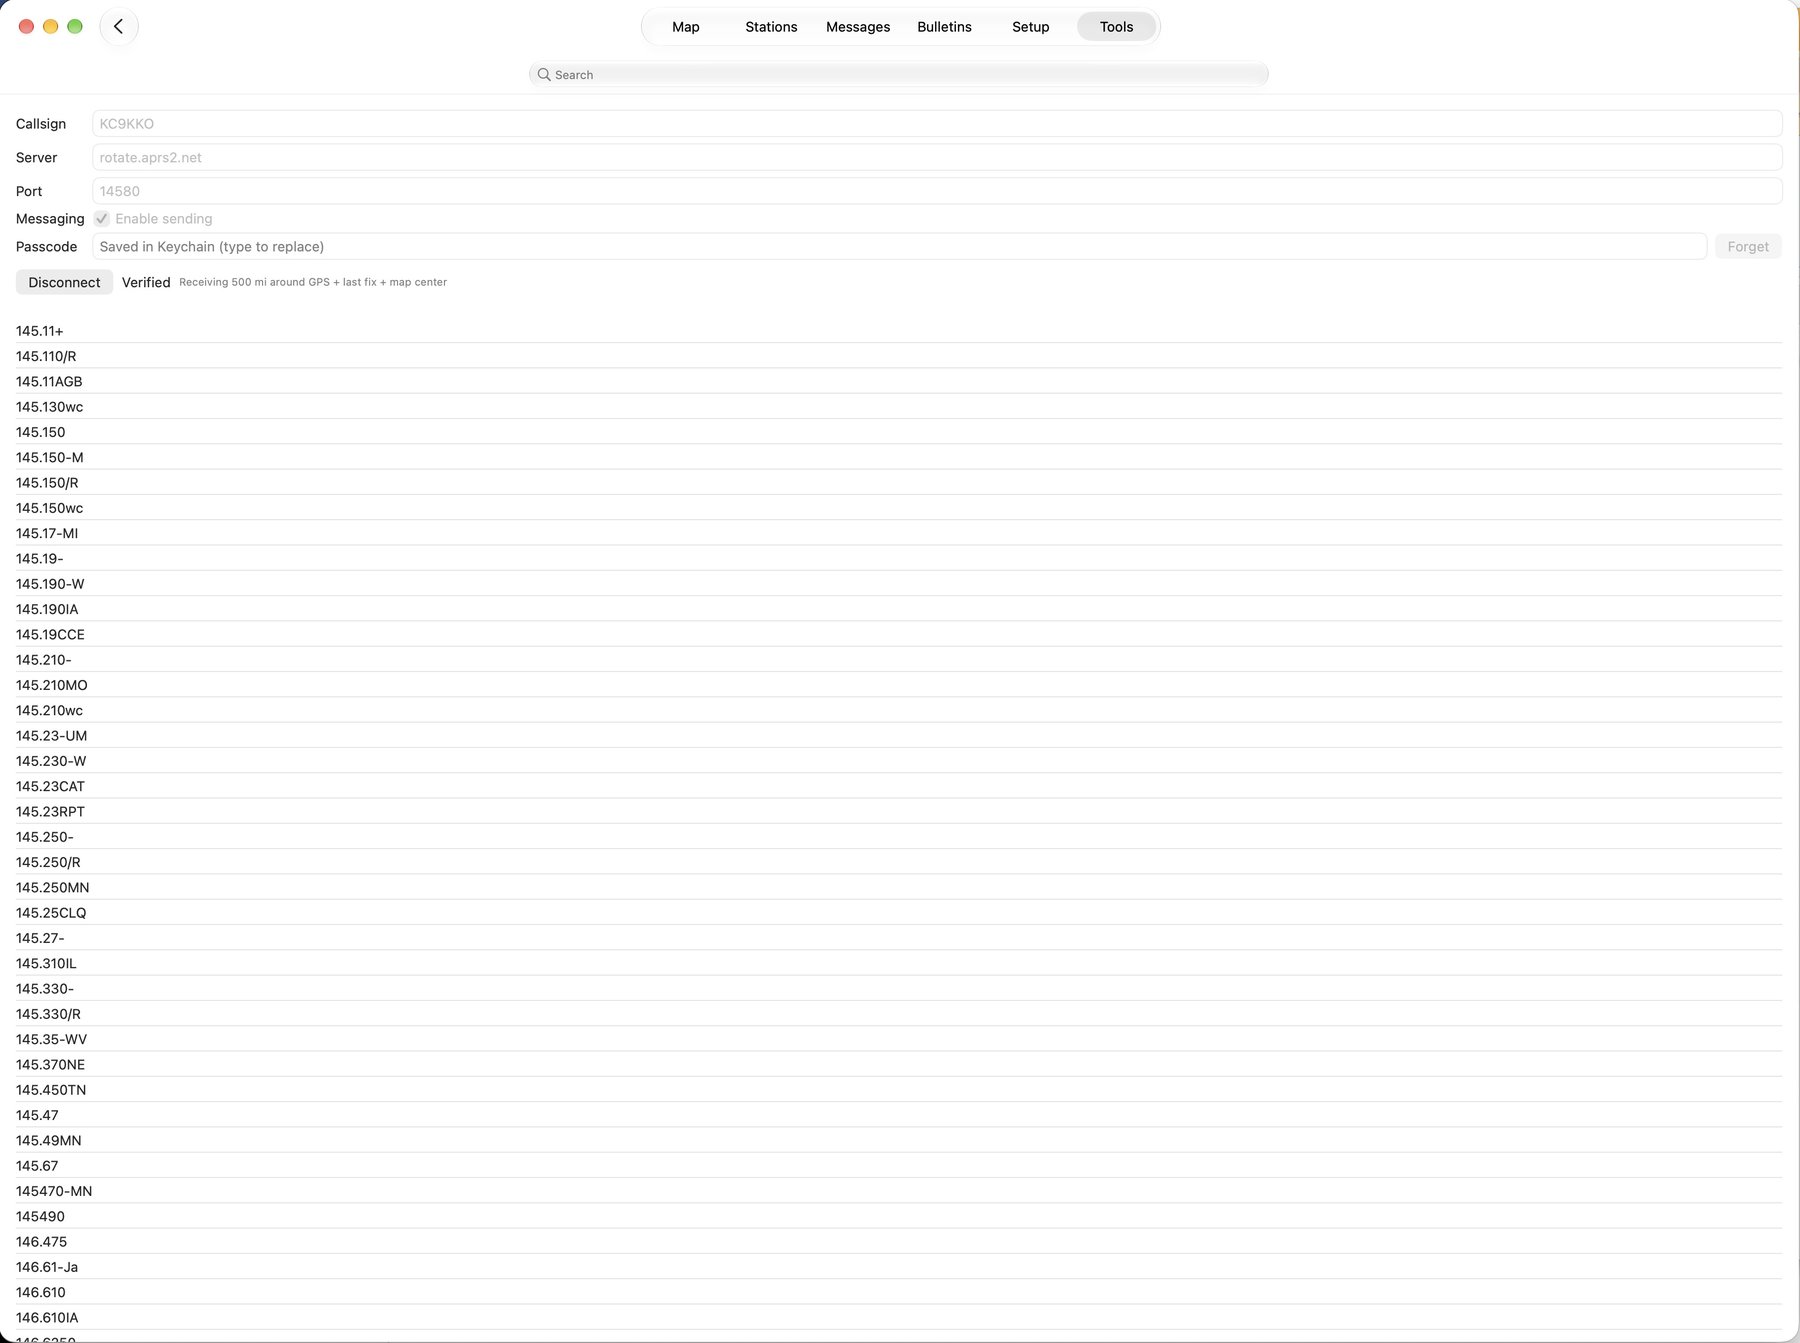 Map Stations Messages Bulletins Setup Tools
Search
Callsign KC9KKO
Server rotate.aprs2.net
Port 14580
Messaging Enable sending
Passcode Saved in Keychain (type to replace) Forget
Disconnect Verified Receiving 500 mi around GPS + last fix + map center
145.11+
145.110/R
145.11AGB
145.130wc
145.150
145.150-M
145.150/R
145.150wc
145.17-MI
145.19-
145.190-W
145.190IA
145.19CCE
145.210-
145.210MO
145.210wc
145.23-UM
145.230-W
145.23CAT
145.23RPT
145.250-
145.250/R
145.250MN
145.25CLQ
145.27-
145.310IL
145.330-
145.330/R
145.35-WV
145.370NE
145.450TN
145.47
145.49MN
145.67
145470-MN
145490
146.475
146.61-Ja
146.610
146.610IA